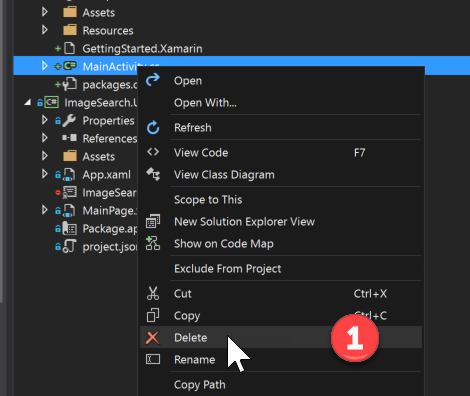 Assets
Resources
GettingStarted.Xamarin
MainActivity.cs
packages.c
ImageSearch.U
Properties
References
Assets
App.xaml
ImageSear
MainPage.
Package.ap
project.json
Open
Open With...
Refresh
View Code F7
View Class Diagram
Scope to This
New Solution Explorer View
Show on Code Map
Exclude From Project
Cut Ctrl+X
Copy Ctrl+C
Delete 1
Rename
Copy Path